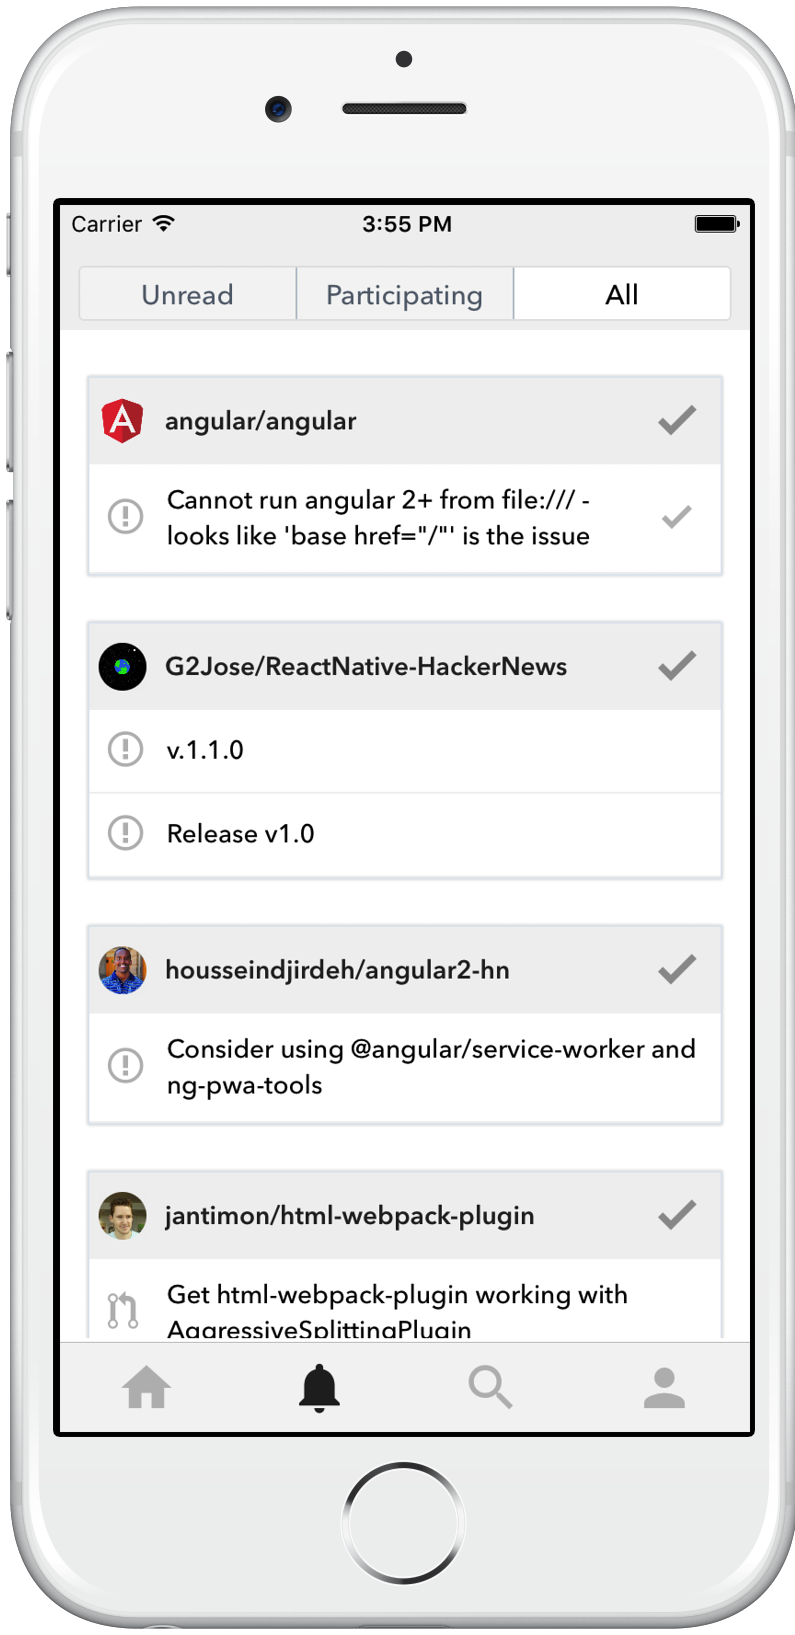 Carrier 3:55 PM
Unread Participating All
angular/angular
Cannot run angular 2+ from file:/// -
looks like 'base href="/"' is the issue
G2Jose/ReactNative-HackerNews
v.1.1.0
Release v1.0
housseindjirdeh/angular2-hn
Consider using @angular/service-worker and
ng-pwa-tools
jantimon/html-webpack-plugin
Get html-webpack-plugin working with
AggressiveSplittingPlugin